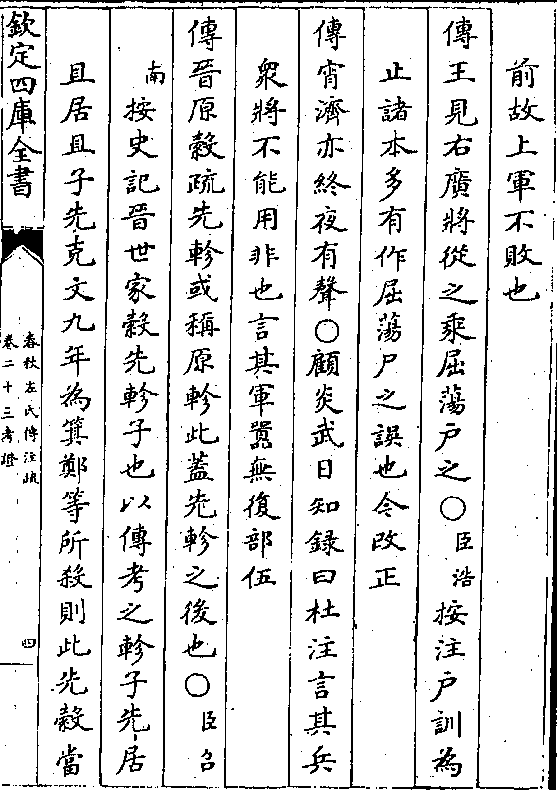 前故上軍不敗也
傳王見右廣將從之乘屈蕩戶之○臣浩按注戶訓為
止諸本多有作屈蕩尸之誤也今改正
傳宵濟亦終夜有聲○顧炎武日知録曰杜注言其兵
衆將不能用非也言其軍嚚無復部伍
傳晉原縠疏先軫或稱原軫此蓋先軫之後也○臣召
南按史記晉世家縠先軫子也以傳考之軫子先居
且居且子先克文九年為箕鄭等所殺則此先縠當
欽定四庫全書
春秋左氏傳注疏
卷二十三考證
四